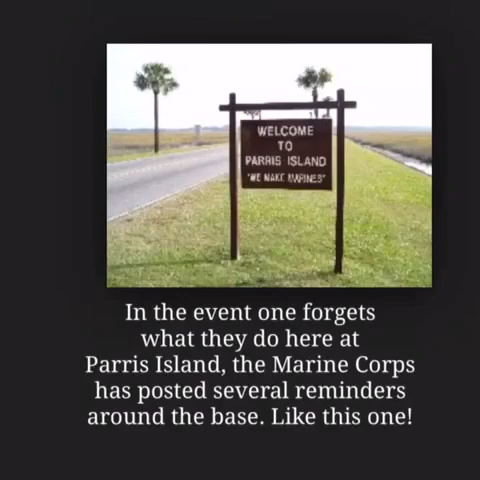 WELCOME
TO
PARRIS ISLAND
"WE MAKE MARINES"
In the event one forgets
what they do here at
Parris Island, the Marine Corps
has posted several reminders
around the base. Like this one!